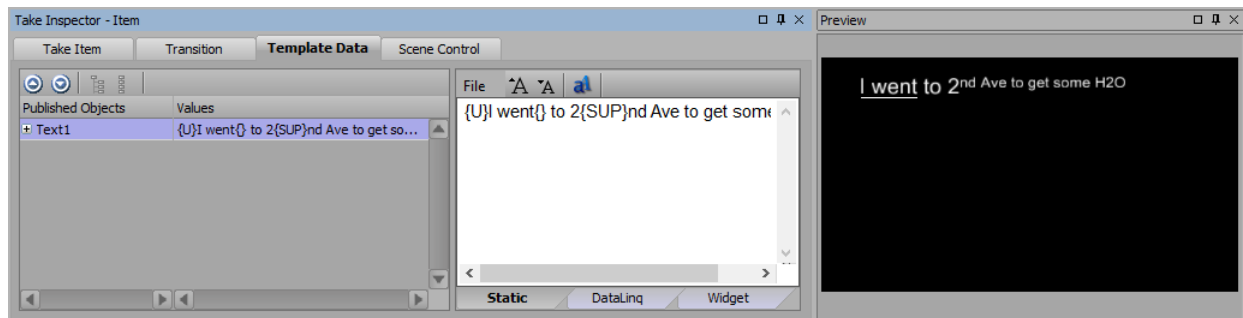 Take Inspector - Item
Take Item Transition Template Data Scene Control
Published Objects Values
Text1 {U}I went{} to 2{SUP}nd Ave to get so...
File A A a
{U}I went{} to 2{SUP}nd Ave to get some
Static DataLinq Widget
Preview
I went to 2nd Ave to get some H2O